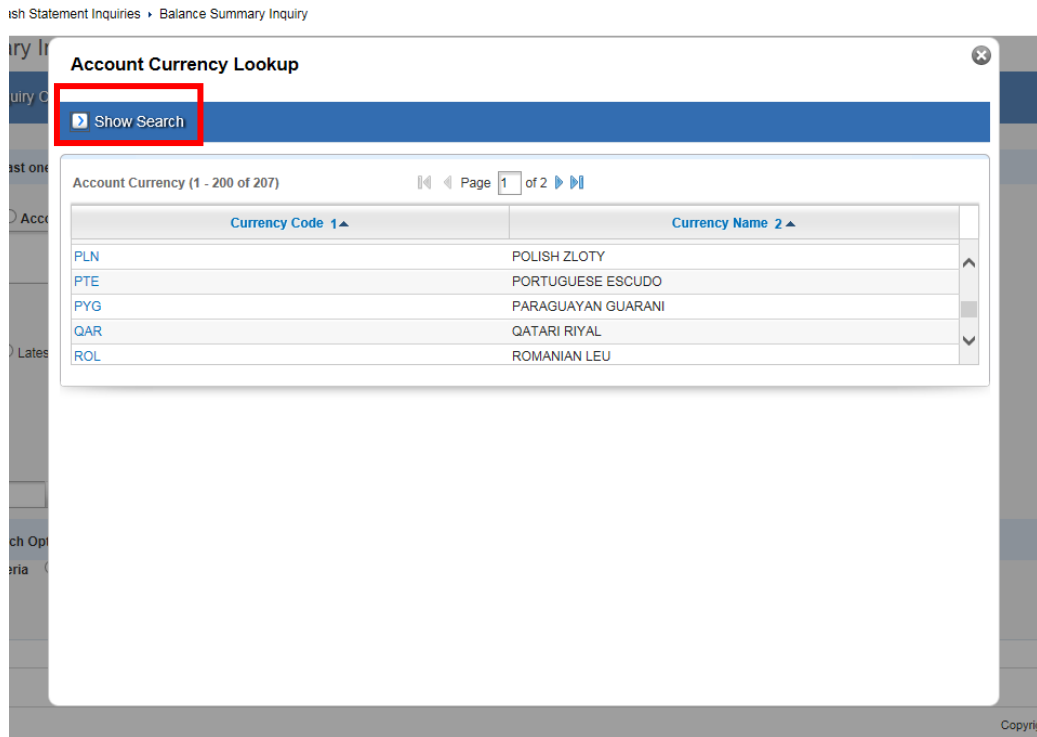 Statement Inquiries ▸ Balance Summary Inquiry
Account Currency Lookup
Show Search
Account Currency (1 - 200 of 207) Page 1 of 2
Currency Code 1 Currency Name 2
PLN POLISH ZLOTY
PTE PORTUGUESE ESCUDO
PYG PARAGUAYAN GUARANI
QAR QATARI RIYAL
ROL ROMANIAN LEU
one